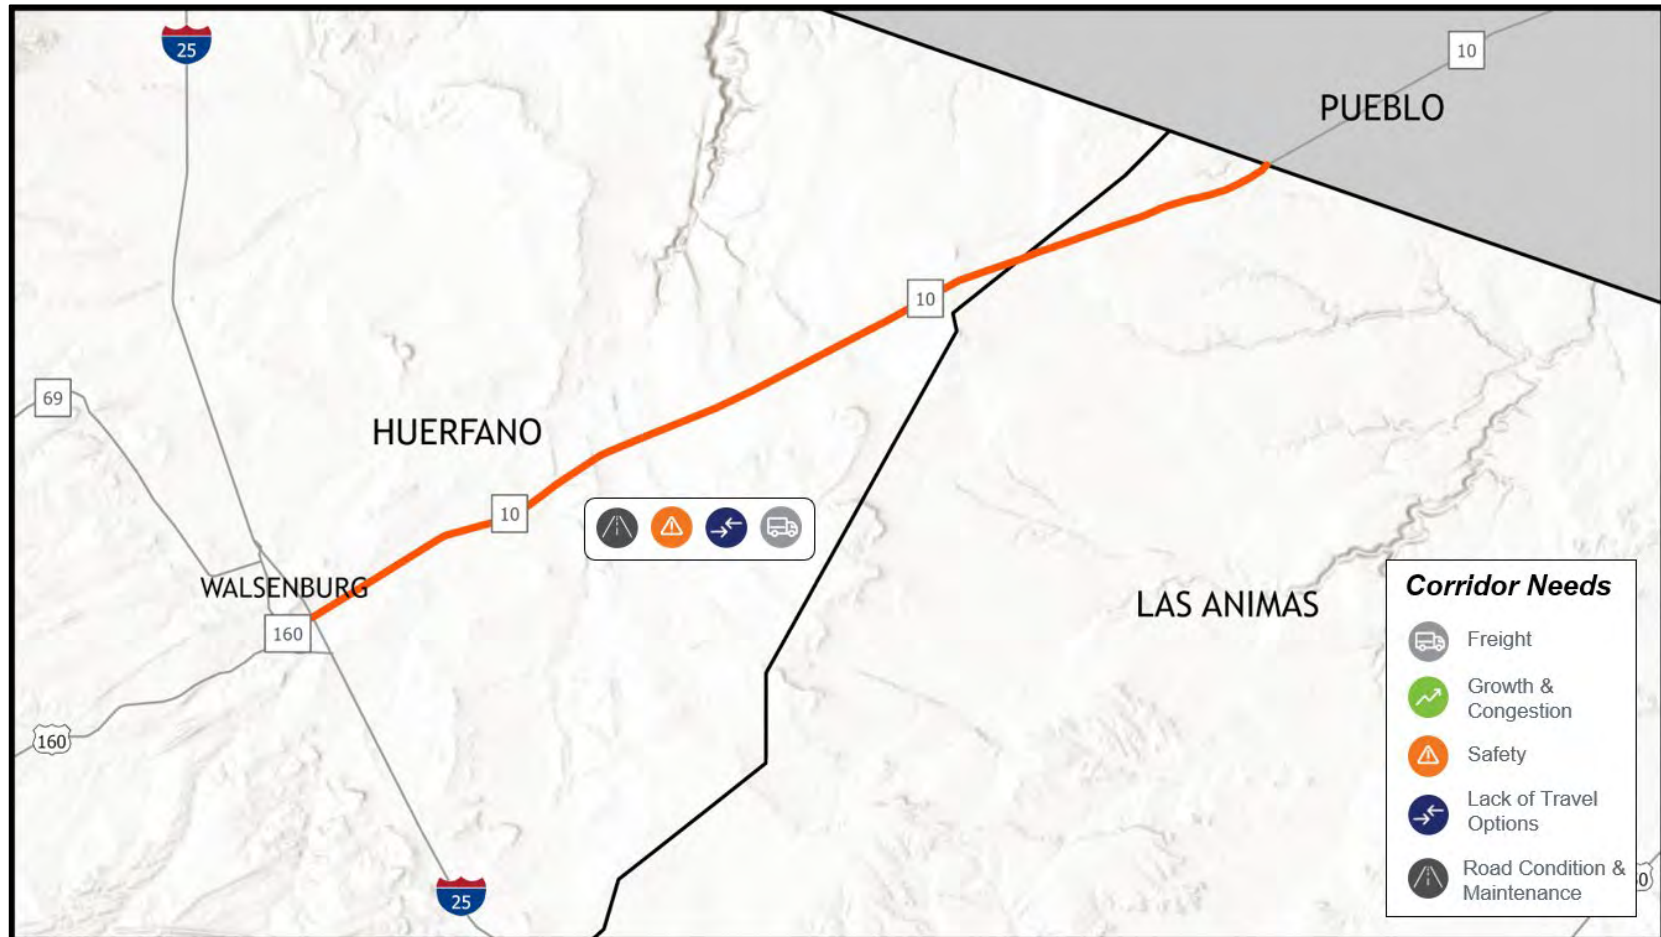 25
10
PUEBLO
10
69
HUERFANO
10
WALSENBURG
160
LAS ANIMAS
160
25
Corridor Needs
Freight
Growth &
Congestion
Safety
Lack of Travel
Options
Road Condition &
Maintenance